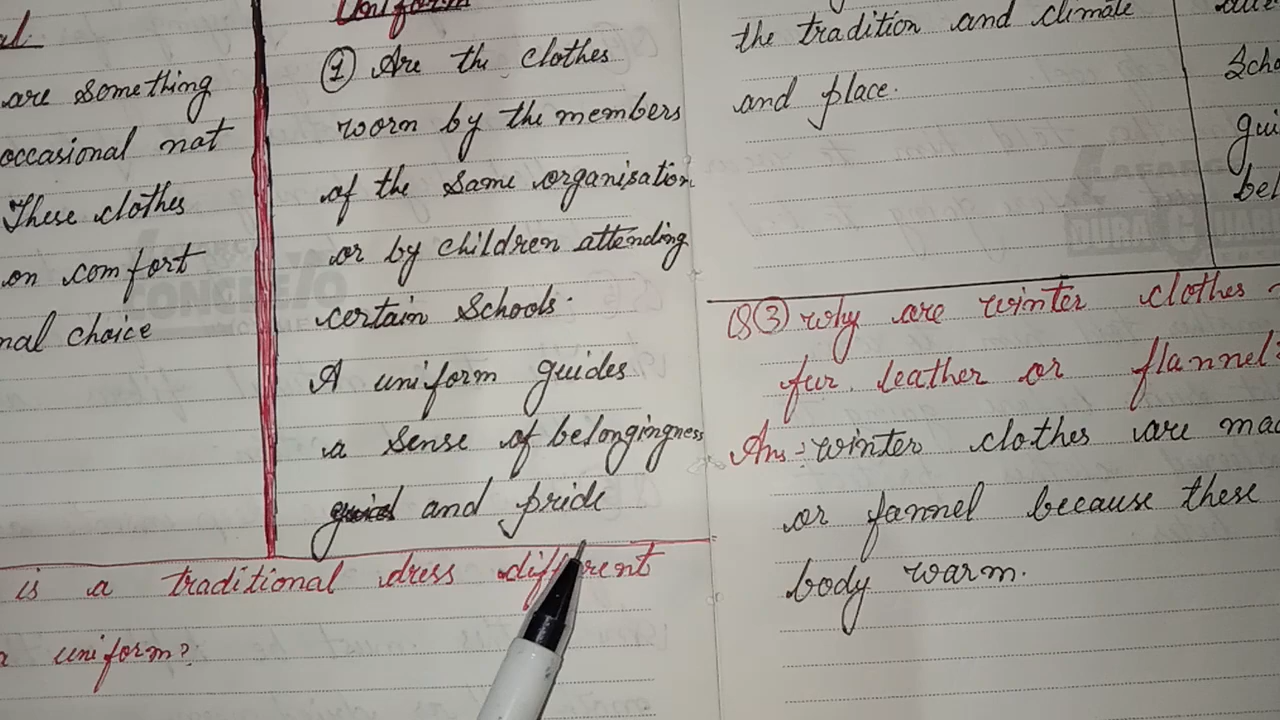 al
are something
occasional not
These clothes
on comfort
nal choice
Uniform
① Are the clothes
worn by the members
of the same organisation
or by children attending
certain Schools.
A uniform guides
a sense of belongingness
and pride
is a traditional dress different
uniform?
the tradition and climate
and place.
Scho
gui
bel
Q③ why are winter clothes
fur leather or flannel
Ans:- winter clothes are mad
or fannel because these
body warm.